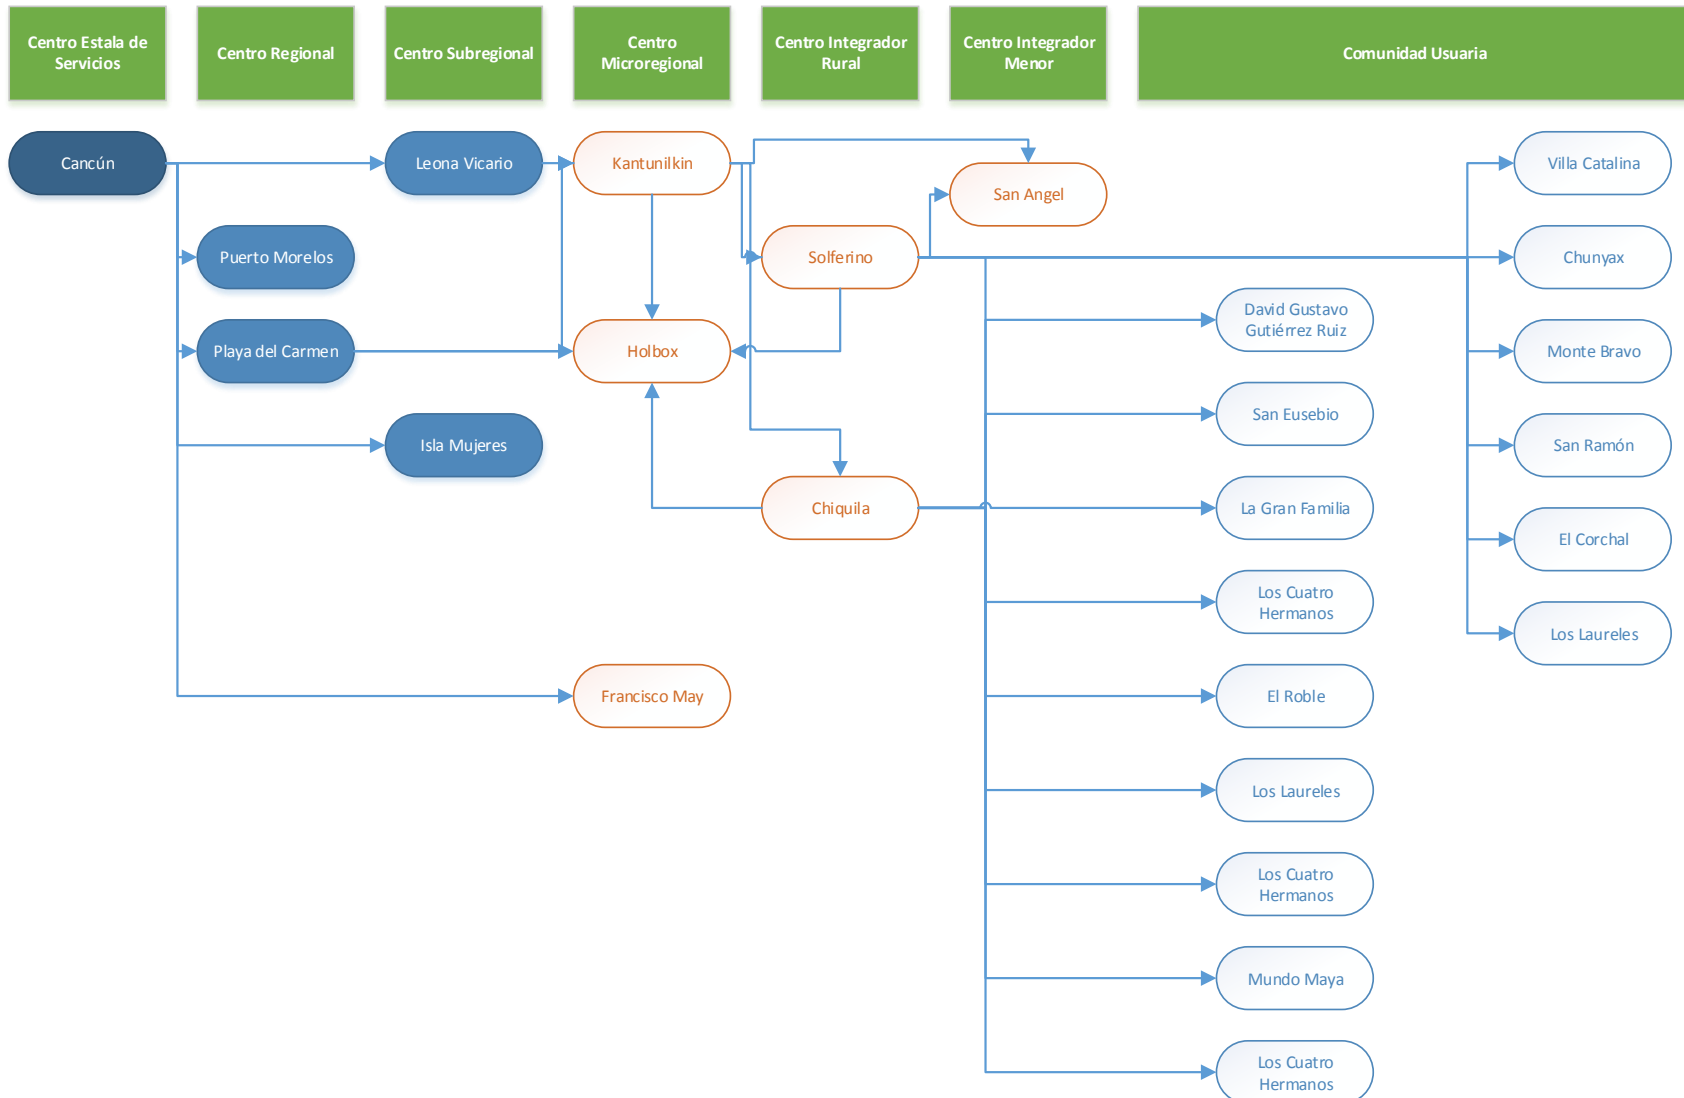 Centro Estala de
Servicios
Centro Regional
Centro Subregional
Centro
Microregional
Centro Integrador
Rural
Centro Integrador
Menor
Comunidad Usuaria
Cancún
Leona Vicario
Kantunilkin
San Angel
Villa Catalina
Puerto Morelos
Solferino
Chunyax
David Gustavo
Gutiérrez Ruiz
Playa del Carmen
Holbox
Monte Bravo
San Eusebio
Isla Mujeres
San Ramón
Chiquila
La Gran Familia
El Corchal
Los Cuatro
Hermanos
Los Laureles
Francisco May
El Roble
Los Laureles
Los Cuatro
Hermanos
Mundo Maya
Los Cuatro
Hermanos